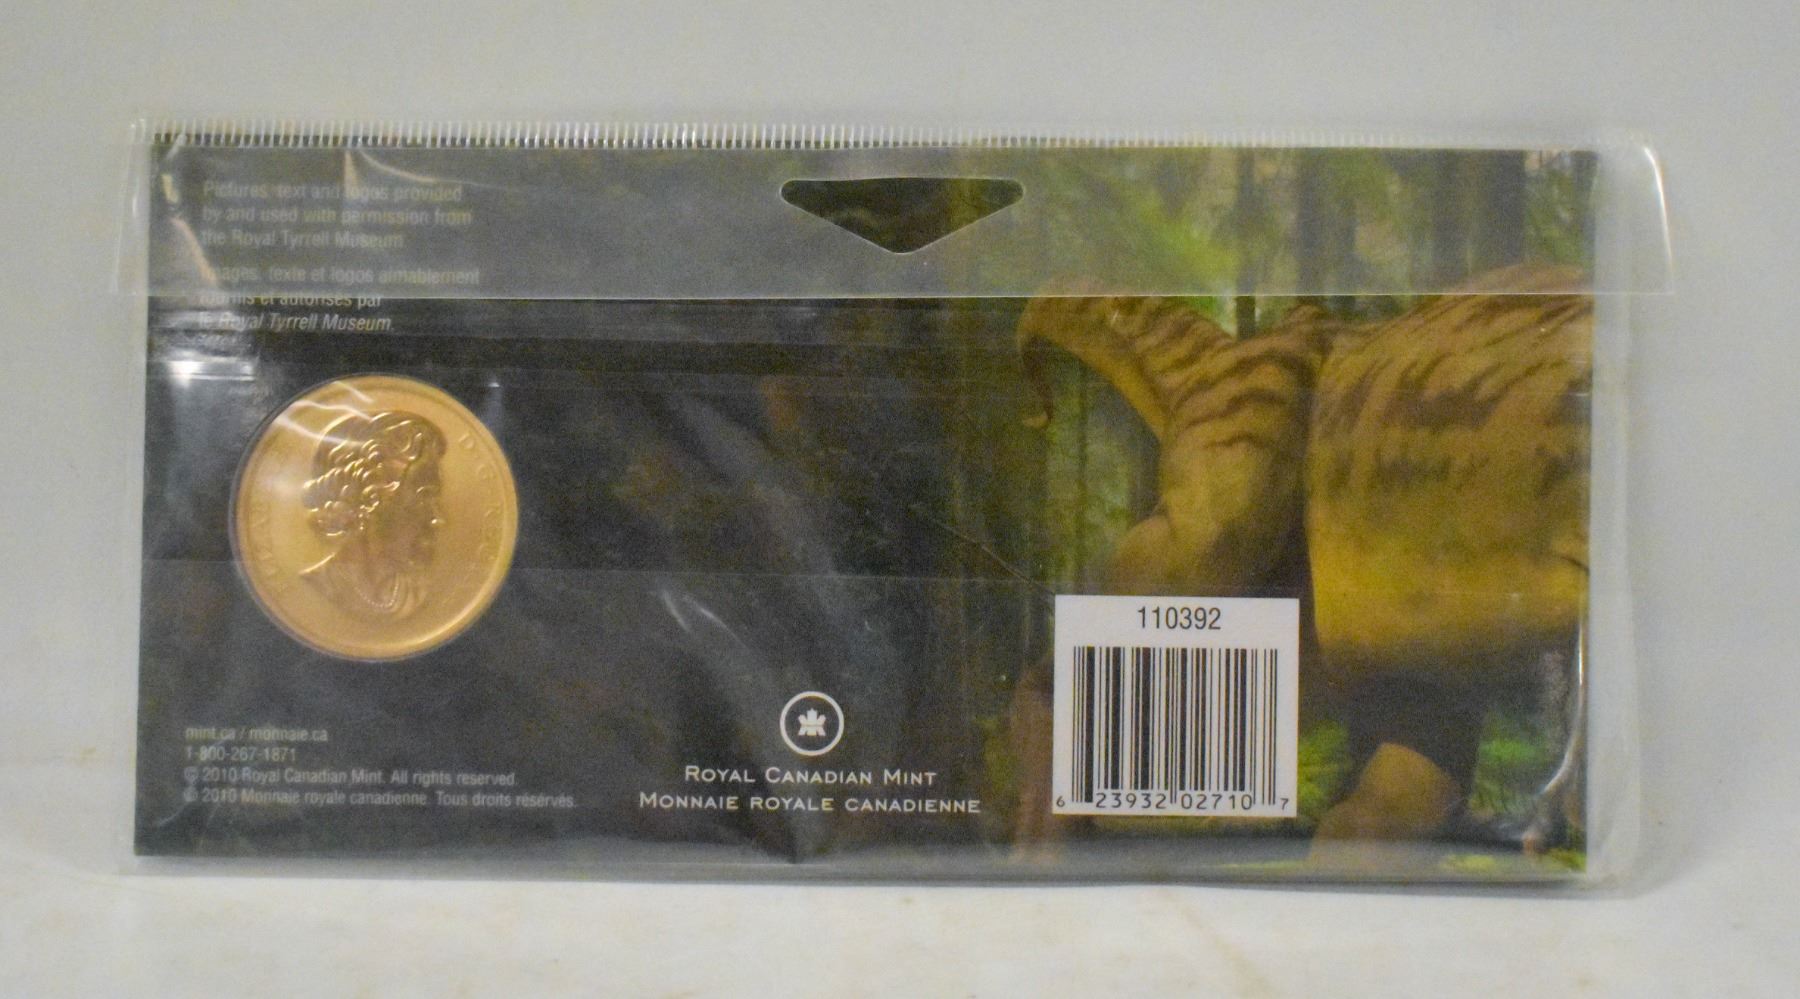 Pictures, text and logos provided
by and used with permission from
the Royal Tyrrell Museum.
Images, texte et logos aimablement
fournis et autorisés par
le Royal Tyrrell Museum.
D • G • REGINA
mint.ca / monnaie.ca
1-800-267-1871
© 2010 Royal Canadian Mint. All rights reserved.
© 2010 Monnaie royale canadienne. Tous droits réservés.
ROYAL CANADIAN MINT
MONNAIE ROYALE CANADIENNE
110392
6 23932 02710 7